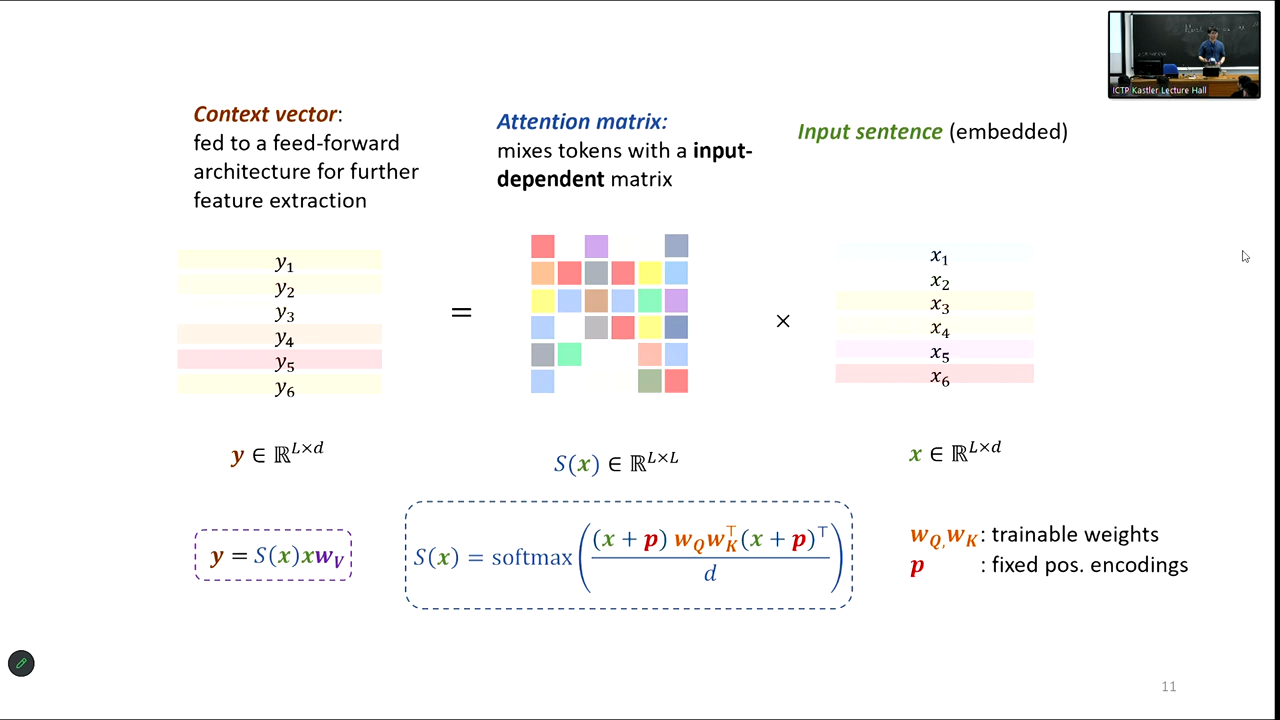 ICTP Kastler Lecture Hall
Context vector:
fed to a feed-forward
architecture for further
feature extraction
Attention matrix:
mixes tokens with a input-
dependent matrix
Input sentence (embedded)
y₁
y₂
y₃
y₄
y₅
y₆
=
×
x₁
x₂
x₃
x₄
x₅
x₆
y ∈ ℝ^{L×d}
S(x) ∈ ℝ^{L×L}
x ∈ ℝ^{L×d}
y = S(x)xw_V
S(x) = softmax( (x + p) w_Q w_K^⊤ (x + p)^⊤ / d )
w_Q, w_K : trainable weights
p : fixed pos. encodings
11